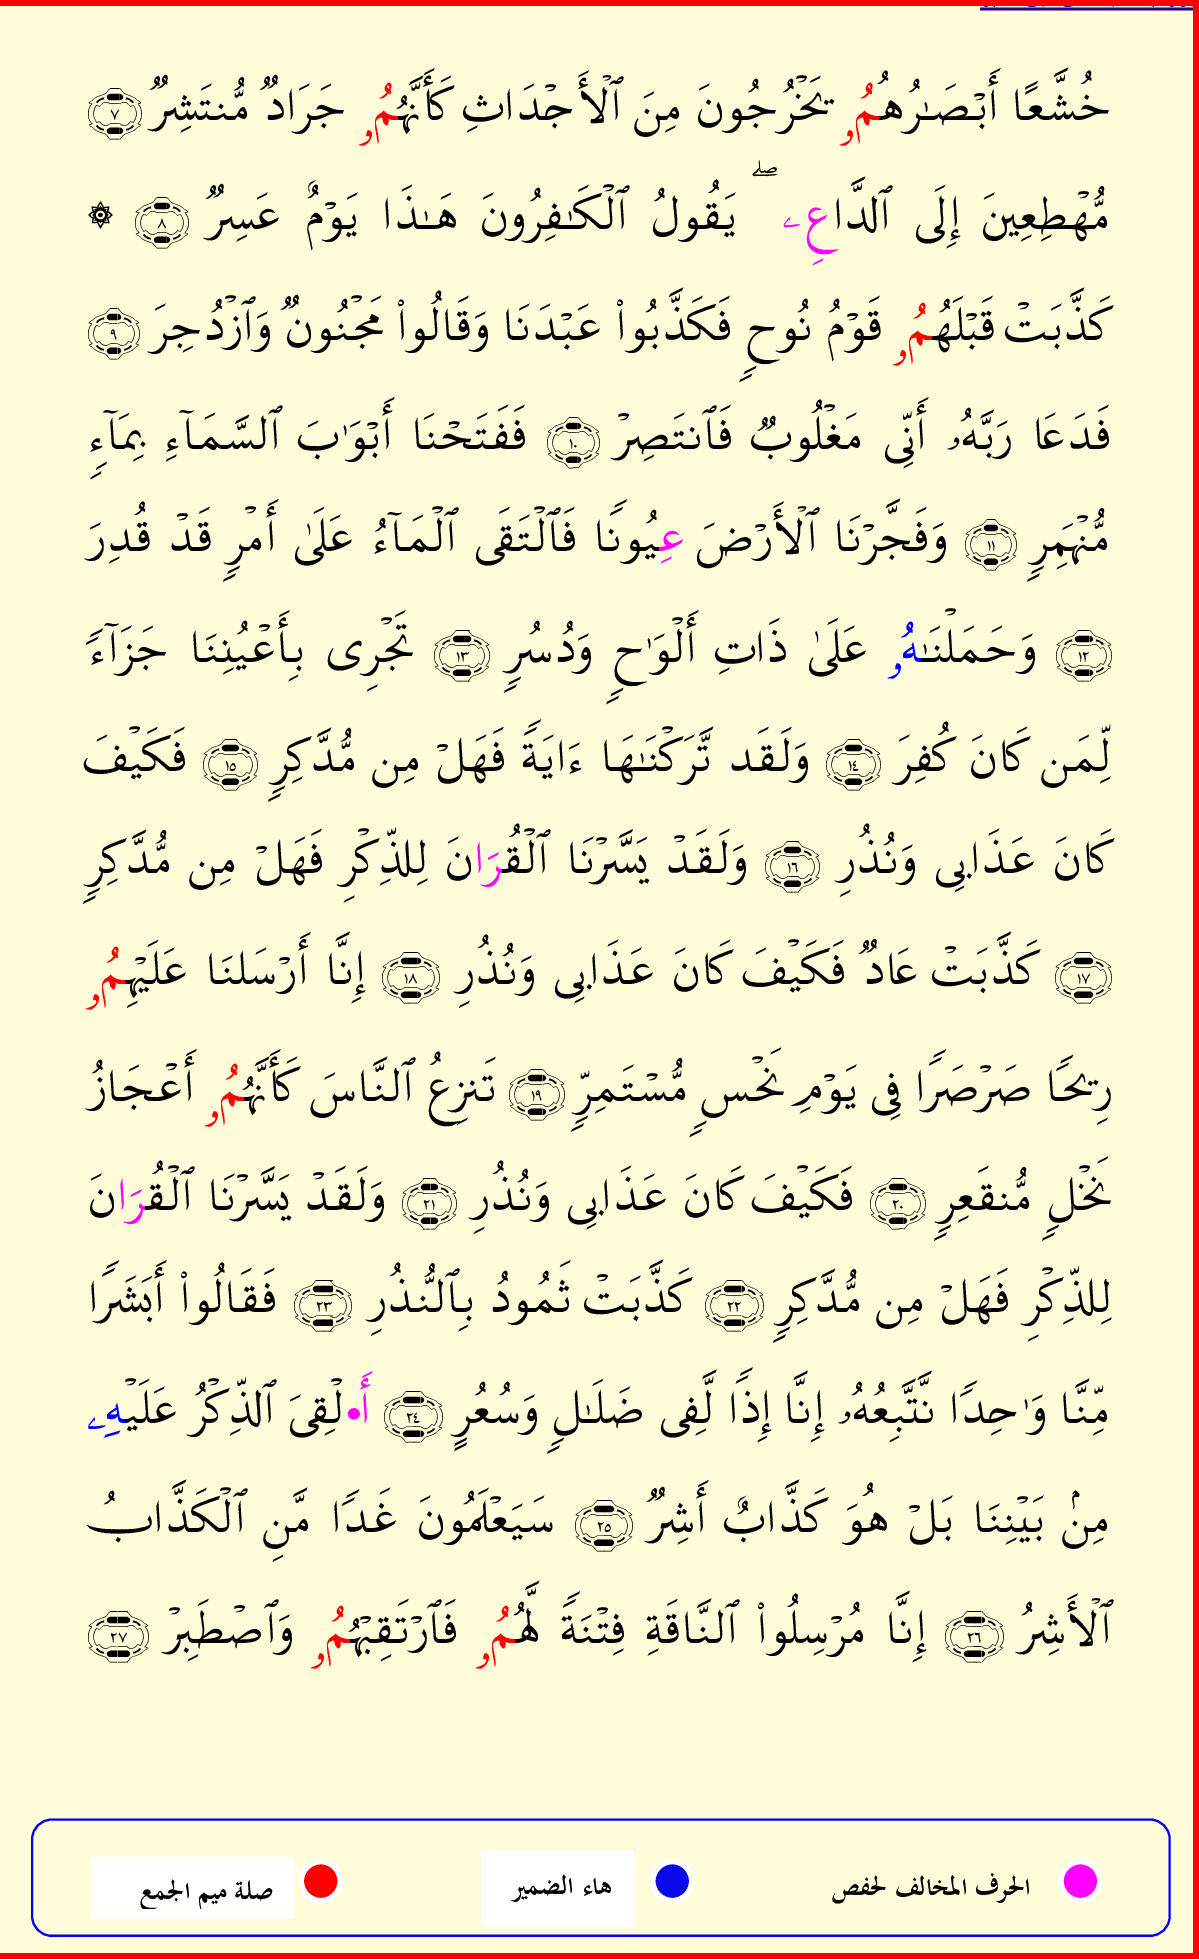 خُشَّعًا أَبْصَـٰرُهُمُۥ يَخْرُجُونَ مِنَ ٱلْأَجْدَاثِ كَأَنَّهُمُۥ جَرَادٌ مُّنتَشِرٌ ٧
مُّهْطِعِينَ إِلَى ٱلدَّاعِۦ ۖ يَقُولُ ٱلْكَـٰفِرُونَ هَـٰذَا يَوْمٌ عَسِرٌ ٨ ۞
كَذَّبَتْ قَبْلَهُمُۥ قَوْمُ نُوحٍ فَكَذَّبُوا۟ عَبْدَنَا وَقَالُوا۟ مَجْنُونٌ وَٱزْدُجِرَ ٩
فَدَعَا رَبَّهُۥ أَنِّى مَغْلُوبٌ فَٱنتَصِرْ ١٠ فَفَتَحْنَا أَبْوَٰبَ ٱلسَّمَآءِ بِمَآءٍ
مُّنْهَمِرٍ ١١ وَفَجَّرْنَا ٱلْأَرْضَ عِيُونًا فَٱلْتَقَى ٱلْمَآءُ عَلَىٰ أَمْرٍ قَدْ قُدِرَ
١٢ وَحَمَلْنَـٰهُۥ عَلَىٰ ذَاتِ أَلْوَٰحٍ وَدُسُرٍ ١٣ تَجْرِى بِأَعْيُنِنَا جَزَآءً
لِّمَن كَانَ كُفِرَ ١٤ وَلَقَد تَّرَكْنَـٰهَا ءَايَةً فَهَلْ مِن مُّدَّكِرٍ ١٥ فَكَيْفَ
كَانَ عَذَابِى وَنُذُرِ ١٦ وَلَقَدْ يَسَّرْنَا ٱلْقُرَانَ لِلذِّكْرِ فَهَلْ مِن مُّدَّكِرٍ
١٧ كَذَّبَتْ عَادٌ فَكَيْفَ كَانَ عَذَابِى وَنُذُرِ ١٨ إِنَّا أَرْسَلنَا عَلَيْهِمُۥ
رِيحًا صَرْصَرًا فِى يَوْمِ نَحْسٍ مُّسْتَمِرٍّ ١٩ تَنزِعُ ٱلنَّاسَ كَأَنَّهُمُۥ أَعْجَازُ
نَخْلٍ مُّنقَعِرٍ ٢٠ فَكَيْفَ كَانَ عَذَابِى وَنُذُرِ ٢١ وَلَقَدْ يَسَّرْنَا ٱلْقُرَانَ
لِلذِّكْرِ فَهَلْ مِن مُّدَّكِرٍ ٢٢ كَذَّبَتْ ثَمُودُ بِٱلنُّذُرِ ٢٣ فَقَالُوا۟ أَبَشَرًا
مِّنَّا وَٰحِدًا نَّتَّبِعُهُۥ إِنَّا إِذًا لَّفِى ضَلَـٰلٍ وَسُعُرٍ ٢٤ أَ•لْقِىَ ٱلذِّكْرُ عَلَيْهِۦ
مِنۢ بَيْنِنَا بَلْ هُوَ كَذَّابٌ أَشِرٌ ٢٥ سَيَعْلَمُونَ غَدًا مَّنِ ٱلْكَذَّابُ
ٱلْأَشِرُ ٢٦ إِنَّا مُرْسِلُوا۟ ٱلنَّاقَةِ فِتْنَةً لَّهُمُۥ فَٱرْتَقِبْهُمُۥ وَٱصْطَبِرْ ٢٧
الحرف المخالف لحفص هاء الضمير صلة ميم الجمع